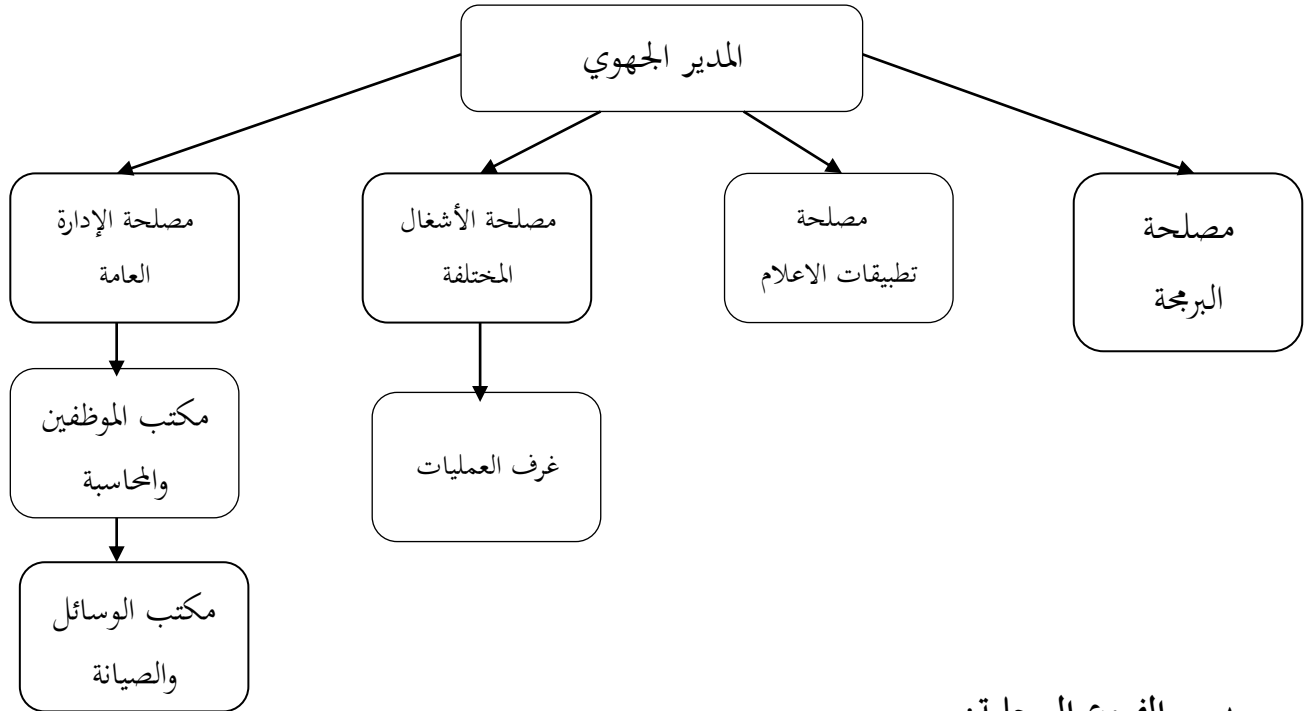 المدير الجهوي
مصلحة
البرمجة
مصلحة
تطبيقات الاعلام
مصلحة الأشغال
المختلفة
مصلحة الإدارة
العامة
غرف العمليات
مكتب الموظفين
والمحاسبة
مكتب الوسائل
والصيانة